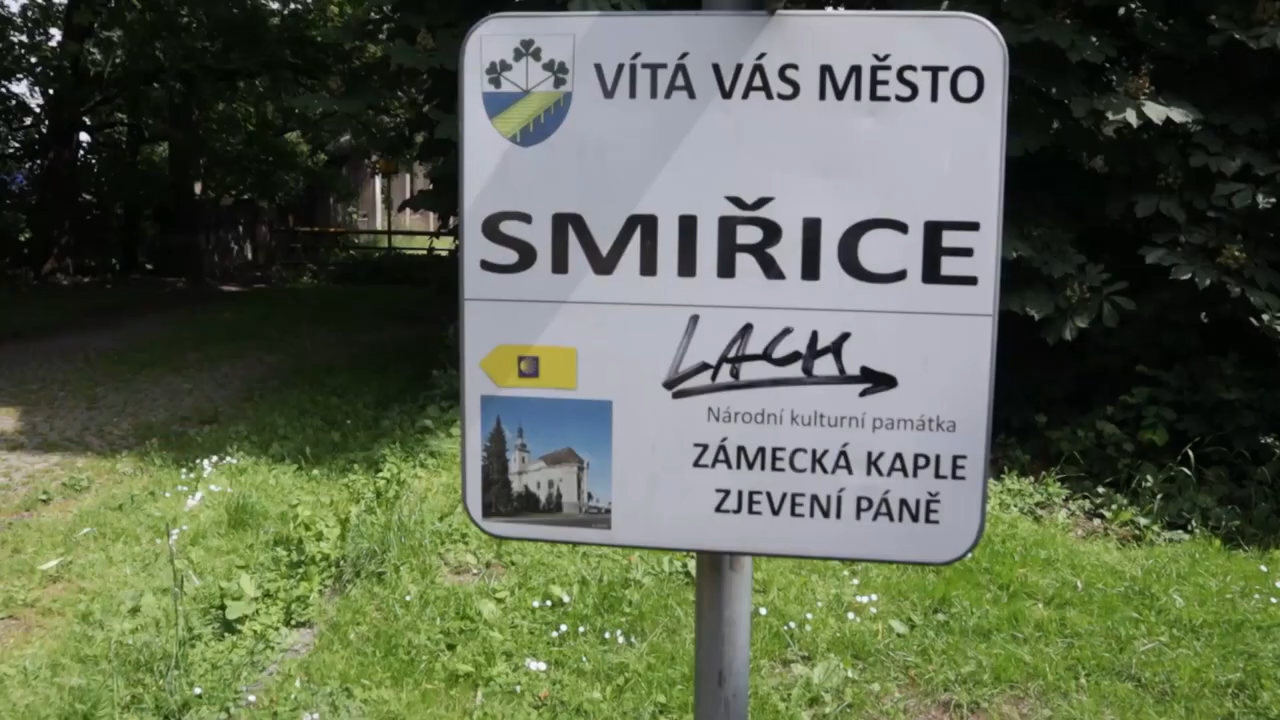 VÍTÁ VÁS MĚSTO
SMIŘICE
LACK
Národní kulturní památka
ZÁMECKÁ KAPLE
ZJEVENÍ PÁNĚ